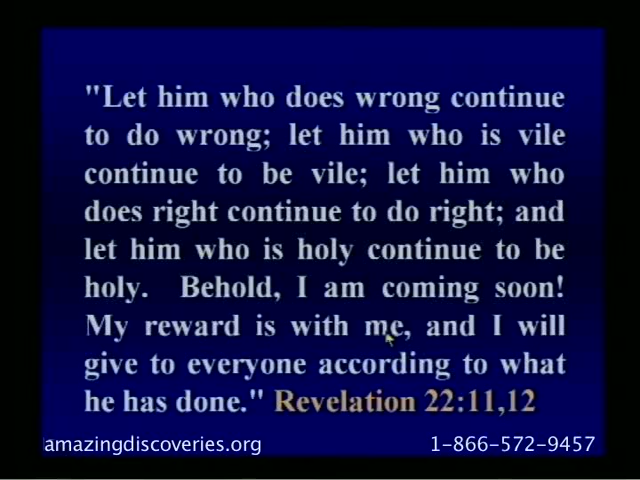 "Let him who does wrong continue
to do wrong; let him who is vile
continue to be vile; let him who
does right continue to do right; and
let him who is holy continue to be
holy. Behold, I am coming soon!
My reward is with me, and I will
give to everyone according to what
he has done." Revelation 22:11,12
amazingdiscoveries.org 1-866-572-9457